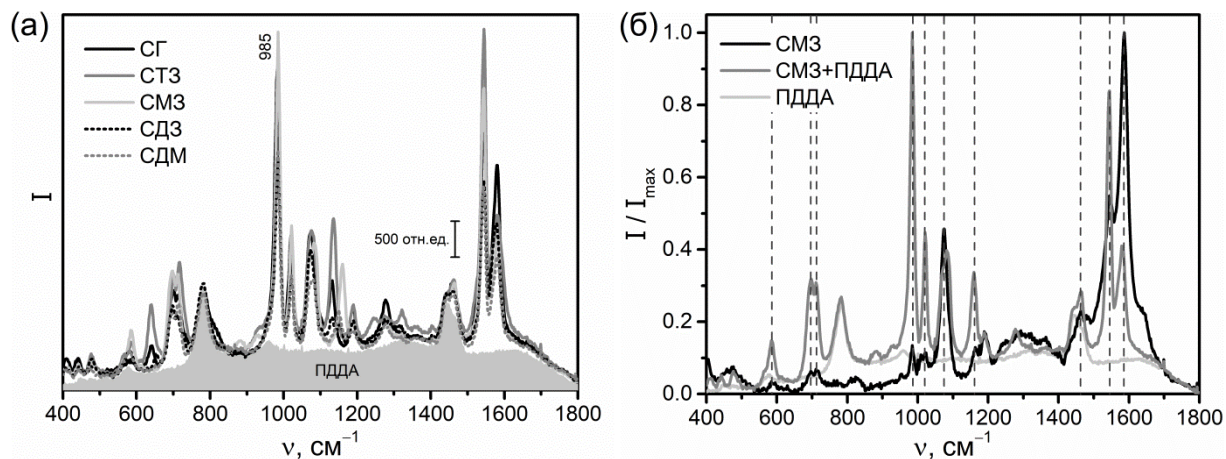 (а)
СГ
СТЗ
СМЗ
СДЗ
СДМ
985
500 отн.ед.
ПДДА
I
400 600 800 1000 1200 1400 1600 1800
ν, см⁻¹
(б)
СМЗ
СМЗ+ПДДА
ПДДА
I / Imax
1.0
0.8
0.6
0.4
0.2
0.0
400 600 800 1000 1200 1400 1600 1800
ν, см⁻¹